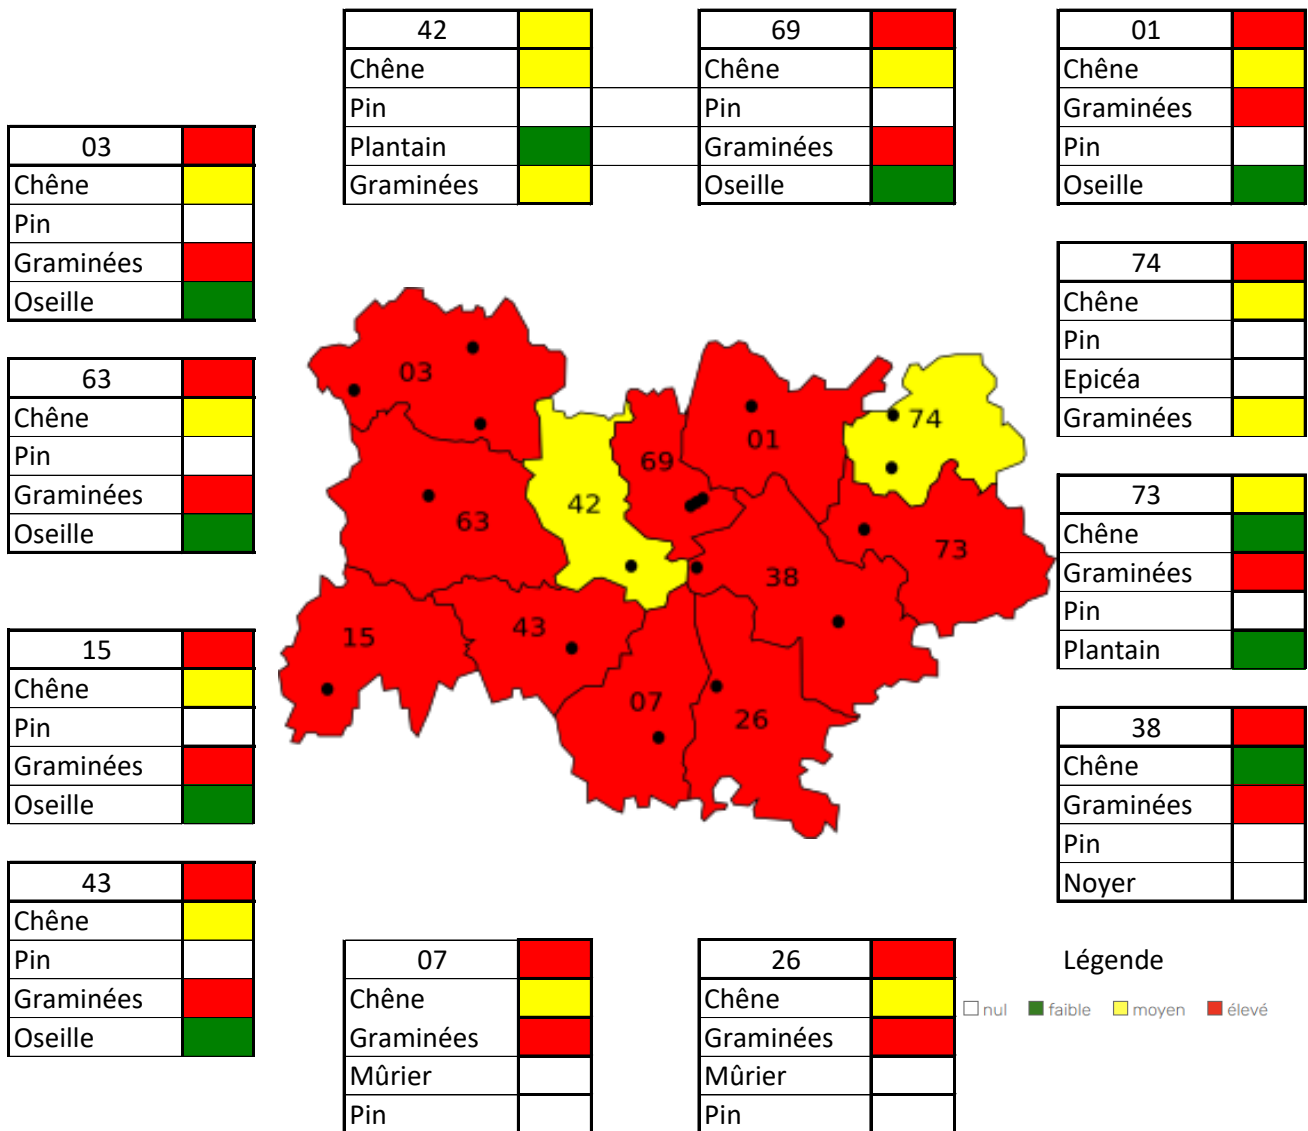 42
Chêne
Pin
Plantain
Graminées
69
Chêne
Pin
Graminées
Oseille
01
Chêne
Graminées
Pin
Oseille
03
Chêne
Pin
Graminées
Oseille
74
Chêne
Pin
Epicéa
Graminées
63
Chêne
Pin
Graminées
Oseille
73
Chêne
Graminées
Pin
Plantain
15
Chêne
Pin
Graminées
Oseille
38
Chêne
Graminées
Pin
Noyer
43
Chêne
Pin
Graminées
Oseille
07
Chêne
Graminées
Mûrier
Pin
26
Chêne
Graminées
Mûrier
Pin
03
01
74
69
42
63
73
38
15
43
07
26
Légende
nul faible moyen élevé